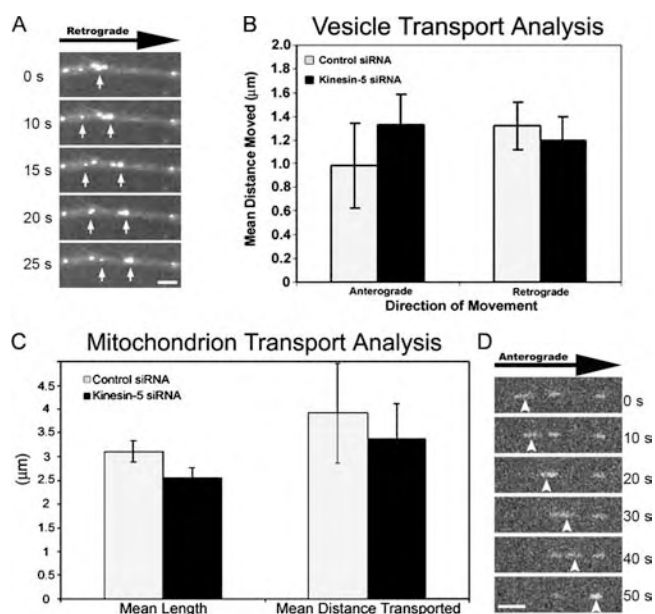 A
Retrograde
0 s
10 s
15 s
20 s
25 s
B
Vesicle Transport Analysis
Control siRNA
Kinesin-5 siRNA
Mean Distance Moved (μm)
2.0
1.8
1.6
1.4
1.2
1.0
0.8
0.6
0.4
0.2
0
Anterograde
Retrograde
Direction of Movement
C
Mitochondrion Transport Analysis
Control siRNA
Kinesin-5 siRNA
(μm)
4.5
4
3.5
3
2.5
2
1.5
1
0.5
0
Mean Length
Mean Distance Transported
D
Anterograde
0 s
10 s
20 s
30 s
40 s
50 s